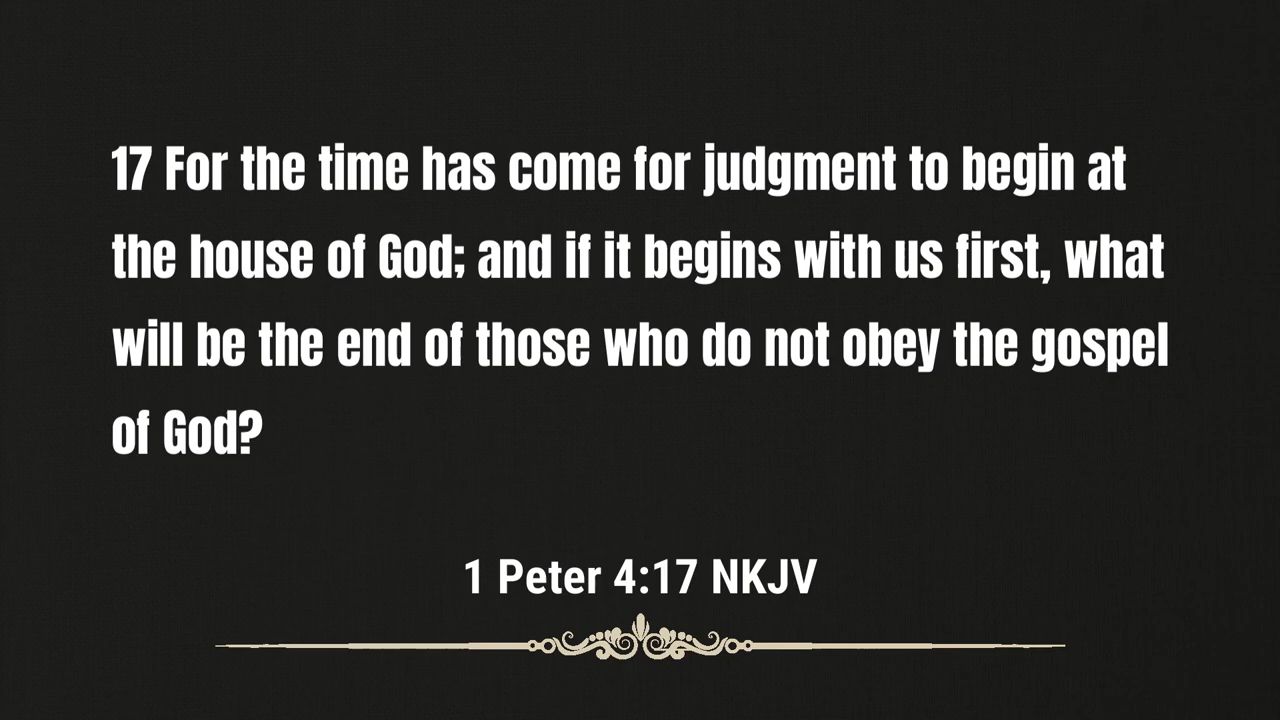 17 For the time has come for judgment to begin at
the house of God; and if it begins with us first, what
will be the end of those who do not obey the gospel
of God?
1 Peter 4:17 NKJV